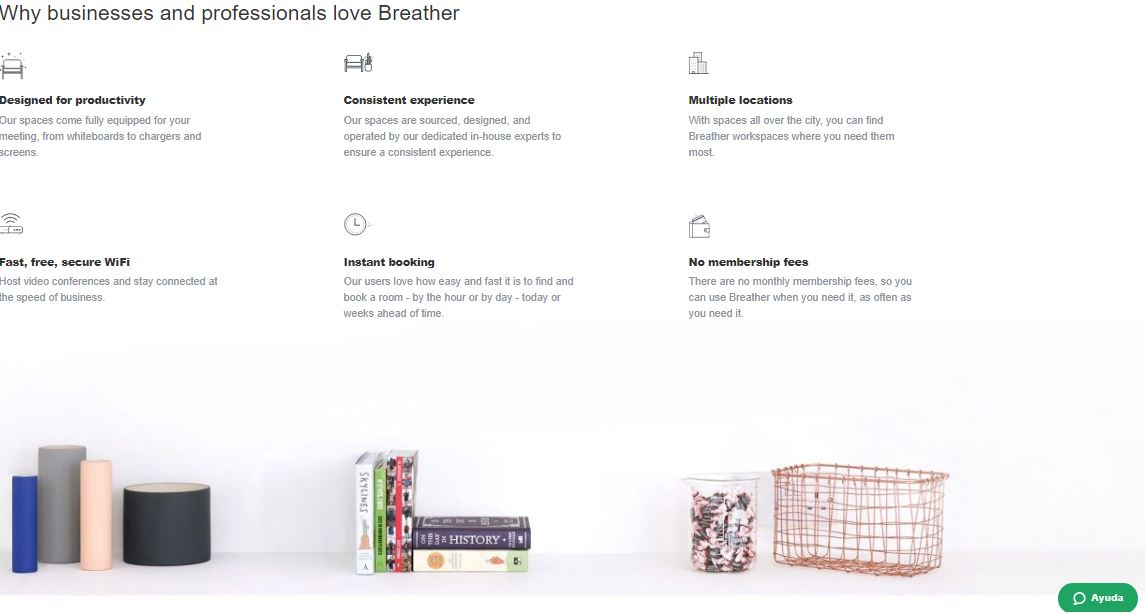 Why businesses and professionals love Breather
Designed for productivity
Our spaces come fully equipped for your
meeting, from whiteboards to chargers and
screens.
Consistent experience
Our spaces are sourced, designed, and
operated by our dedicated in-house experts to
ensure a consistent experience.
Multiple locations
With spaces all over the city, you can find
Breather workspaces where you need them
most.
Fast, free, secure WiFi
Host video conferences and stay connected at
the speed of business.
Instant booking
Our users love how easy and fast it is to find and
book a room - by the hour or by day - today or
weeks ahead of time.
No membership fees
There are no monthly membership fees, so you
can use Breather when you need it, as often as
you need it.
SKYLINES
ON THIS DAY IN HISTORY
Ayuda